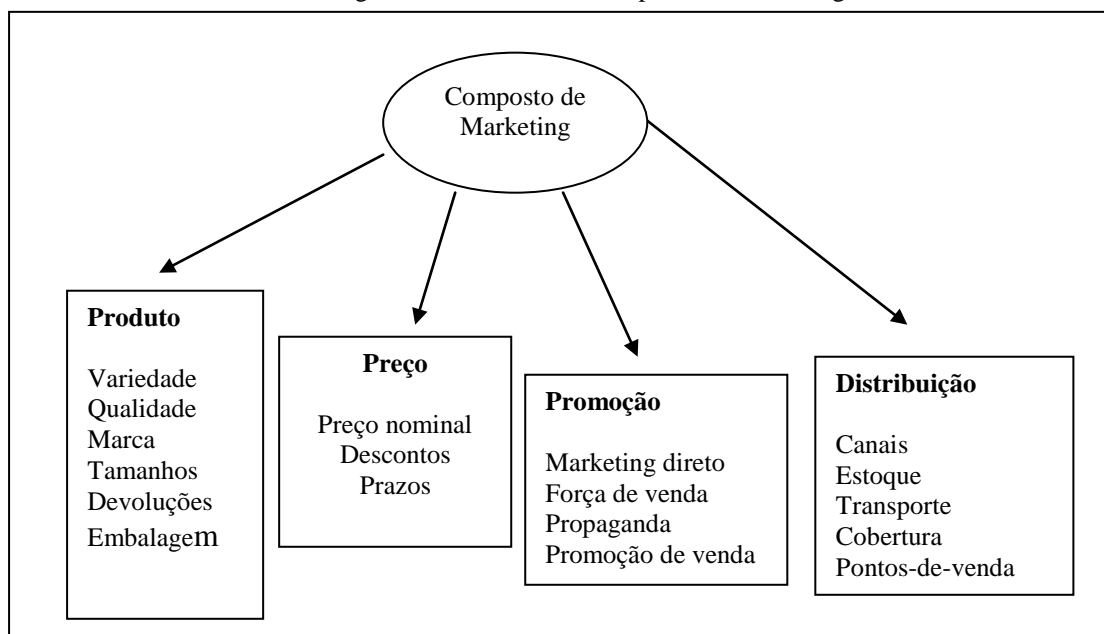 Composto de
Marketing
Produto
Variedade
Qualidade
Marca
Tamanhos
Devoluções
Embalagem
Preço
Preço nominal
Descontos
Prazos
Promoção
Marketing direto
Força de venda
Propaganda
Promoção de venda
Distribuição
Canais
Estoque
Transporte
Cobertura
Pontos-de-venda